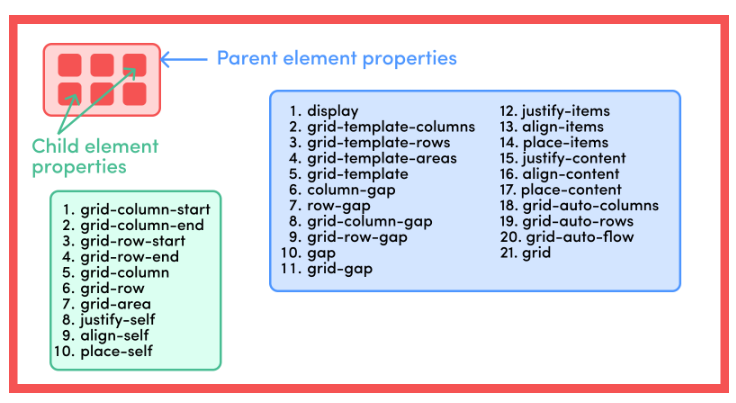 Parent element properties
Child element
properties
1. display
2. grid-template-columns
3. grid-template-rows
4. grid-template-areas
5. grid-template
6. column-gap
7. row-gap
8. grid-column-gap
9. grid-row-gap
10. gap
11. grid-gap
12. justify-items
13. align-items
14. place-items
15. justify-content
16. align-content
17. place-content
18. grid-auto-columns
19. grid-auto-rows
20. grid-auto-flow
21. grid
1. grid-column-start
2. grid-column-end
3. grid-row-start
4. grid-row-end
5. grid-column
6. grid-row
7. grid-area
8. justify-self
9. align-self
10. place-self